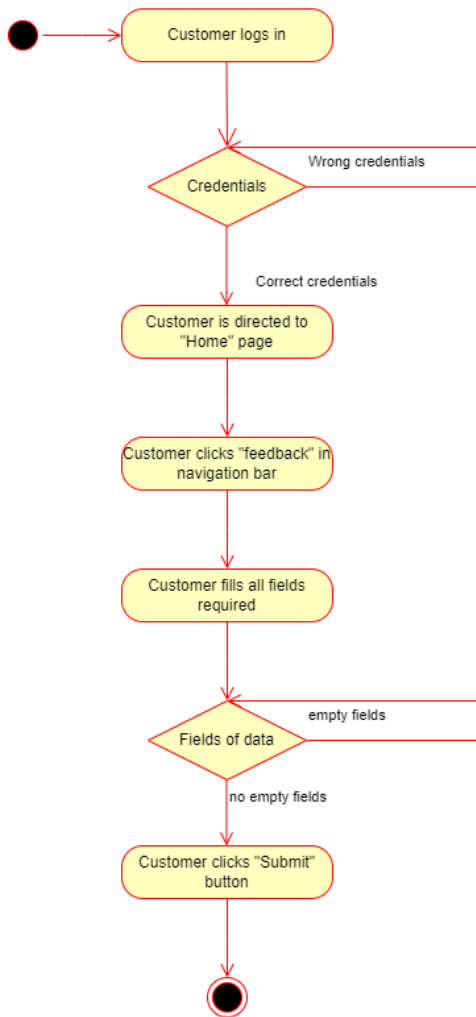 Customer logs in
Wrong credentials
Credentials
Correct credentials
Customer is directed to
"Home" page
Customer clicks "feedback" in
navigation bar
Customer fills all fields
required
empty fields
Fields of data
no empty fields
Customer clicks "Submit"
button